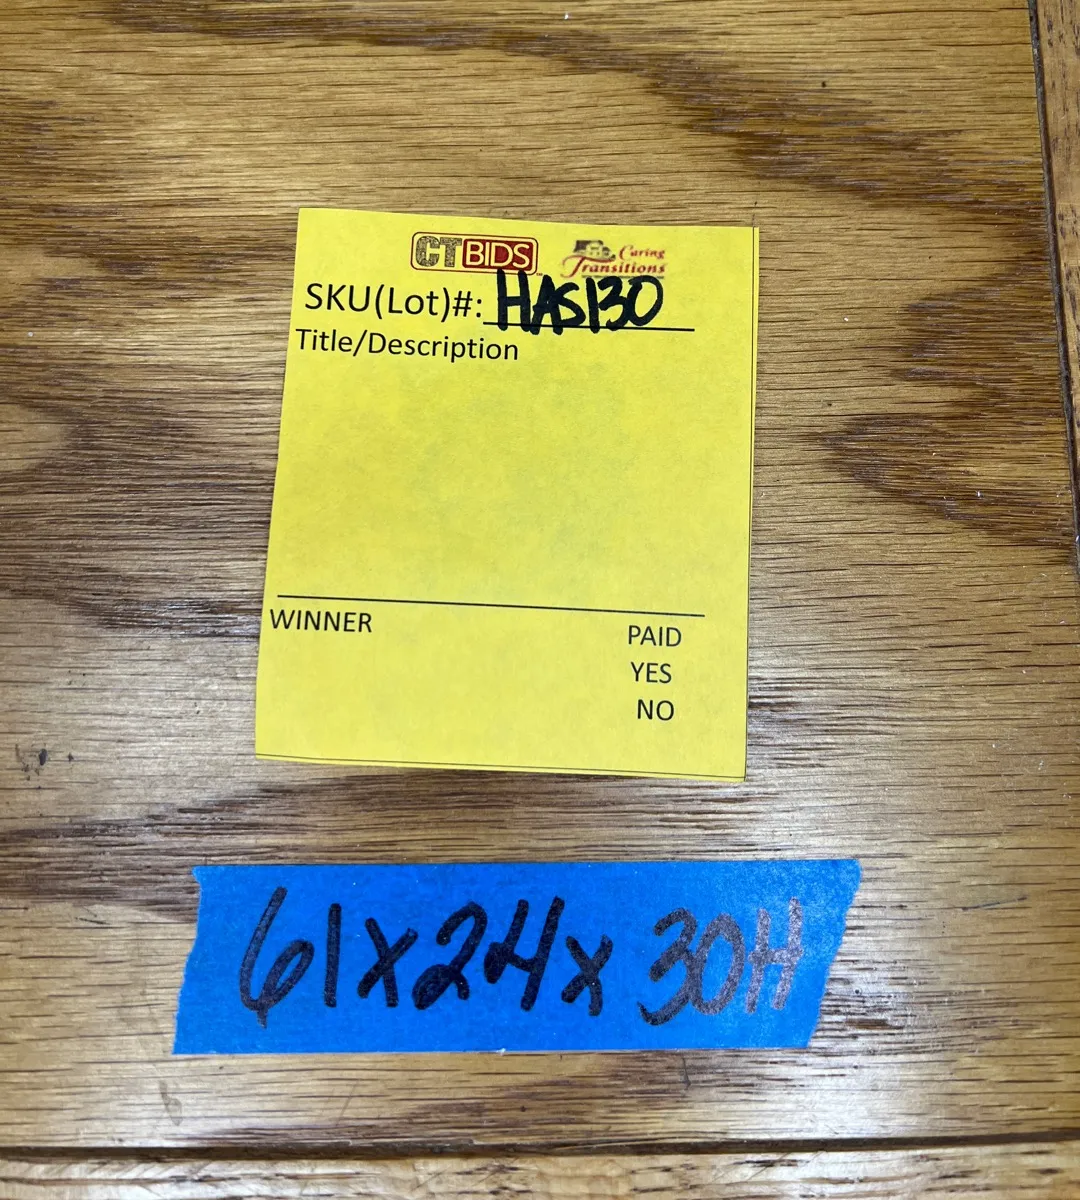 CTBIDS
Caring
Transitions
SKU(Lot)#: HAS130
Title/Description
WINNER
PAID
YES
NO
61x24x30H